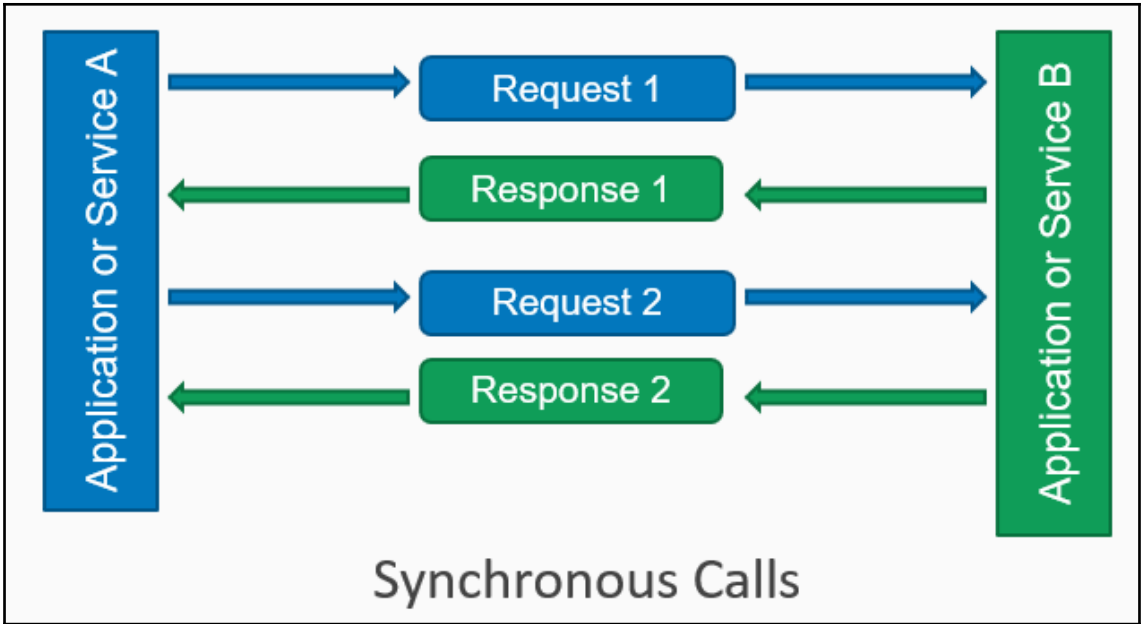 Application or Service A
Request 1
Response 1
Request 2
Response 2
Application or Service B
Synchronous Calls